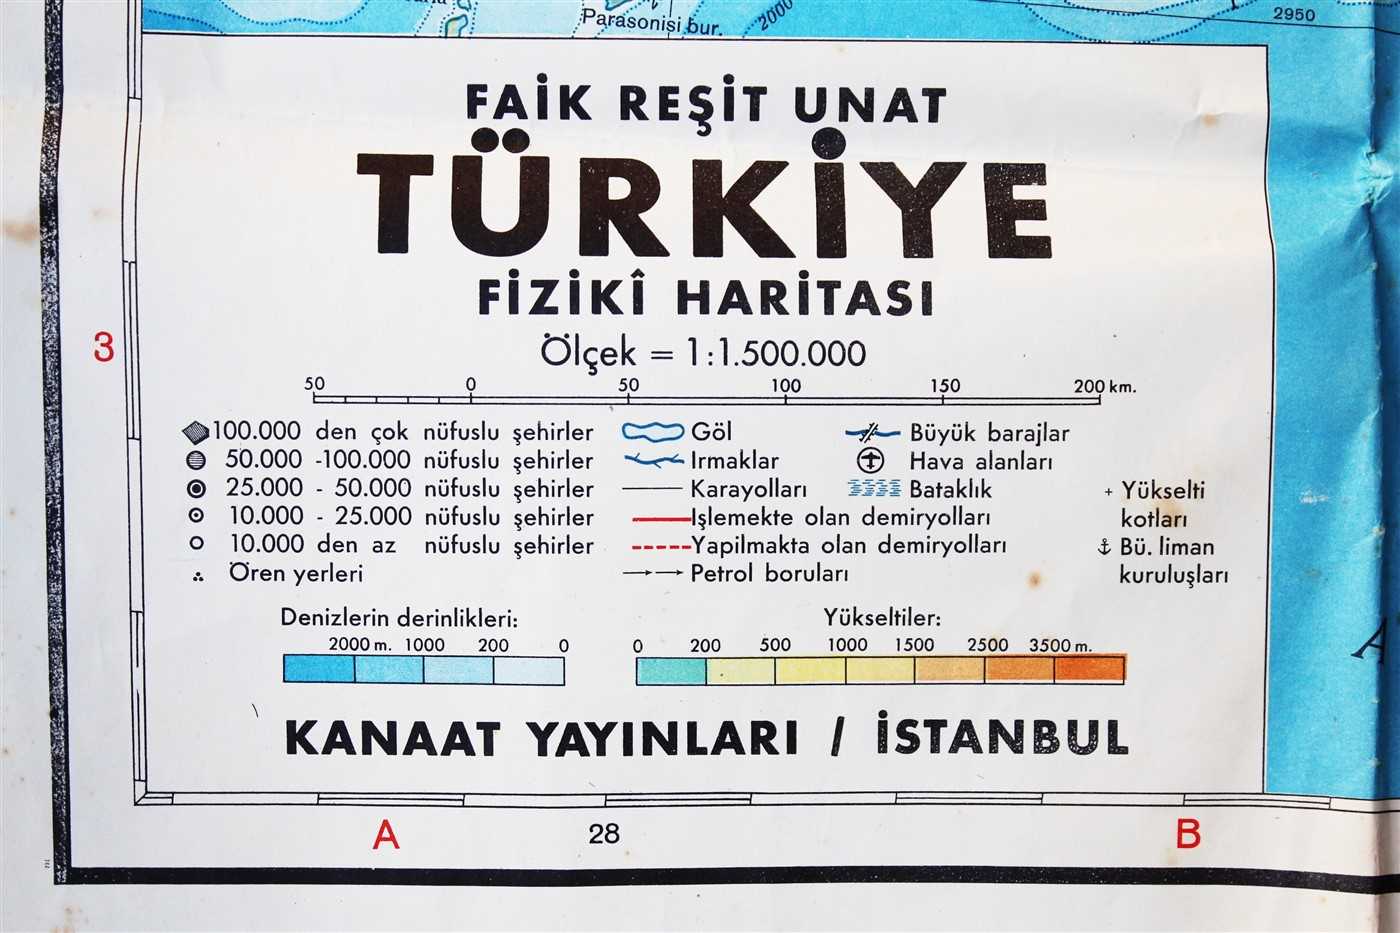 Parasonisi bur.
2000
2950
FAİK REŞİT UNAT
TÜRKİYE
FİZİKÎ HARİTASI
Ölçek = 1:1.500.000
50 0 50 100 150 200 km.
100.000 den çok nüfuslu şehirler
50.000 -100.000 nüfuslu şehirler
25.000 - 50.000 nüfuslu şehirler
10.000 - 25.000 nüfuslu şehirler
10.000 den az nüfuslu şehirler
Ören yerleri
Göl
Irmaklar
Karayolları
Işlemekte olan demiryolları
Yapilmakta olan demiryolları
Petrol boruları
Büyük barajlar
Hava alanları
Bataklık
Yükselti
kotları
Bü. liman
kuruluşları
Denizlerin derinlikleri:
2000 m. 1000 200 0
Yükseltiler:
0 200 500 1000 1500 2500 3500 m.
KANAAT YAYINLARI / İSTANBUL
3
A
28
B
A